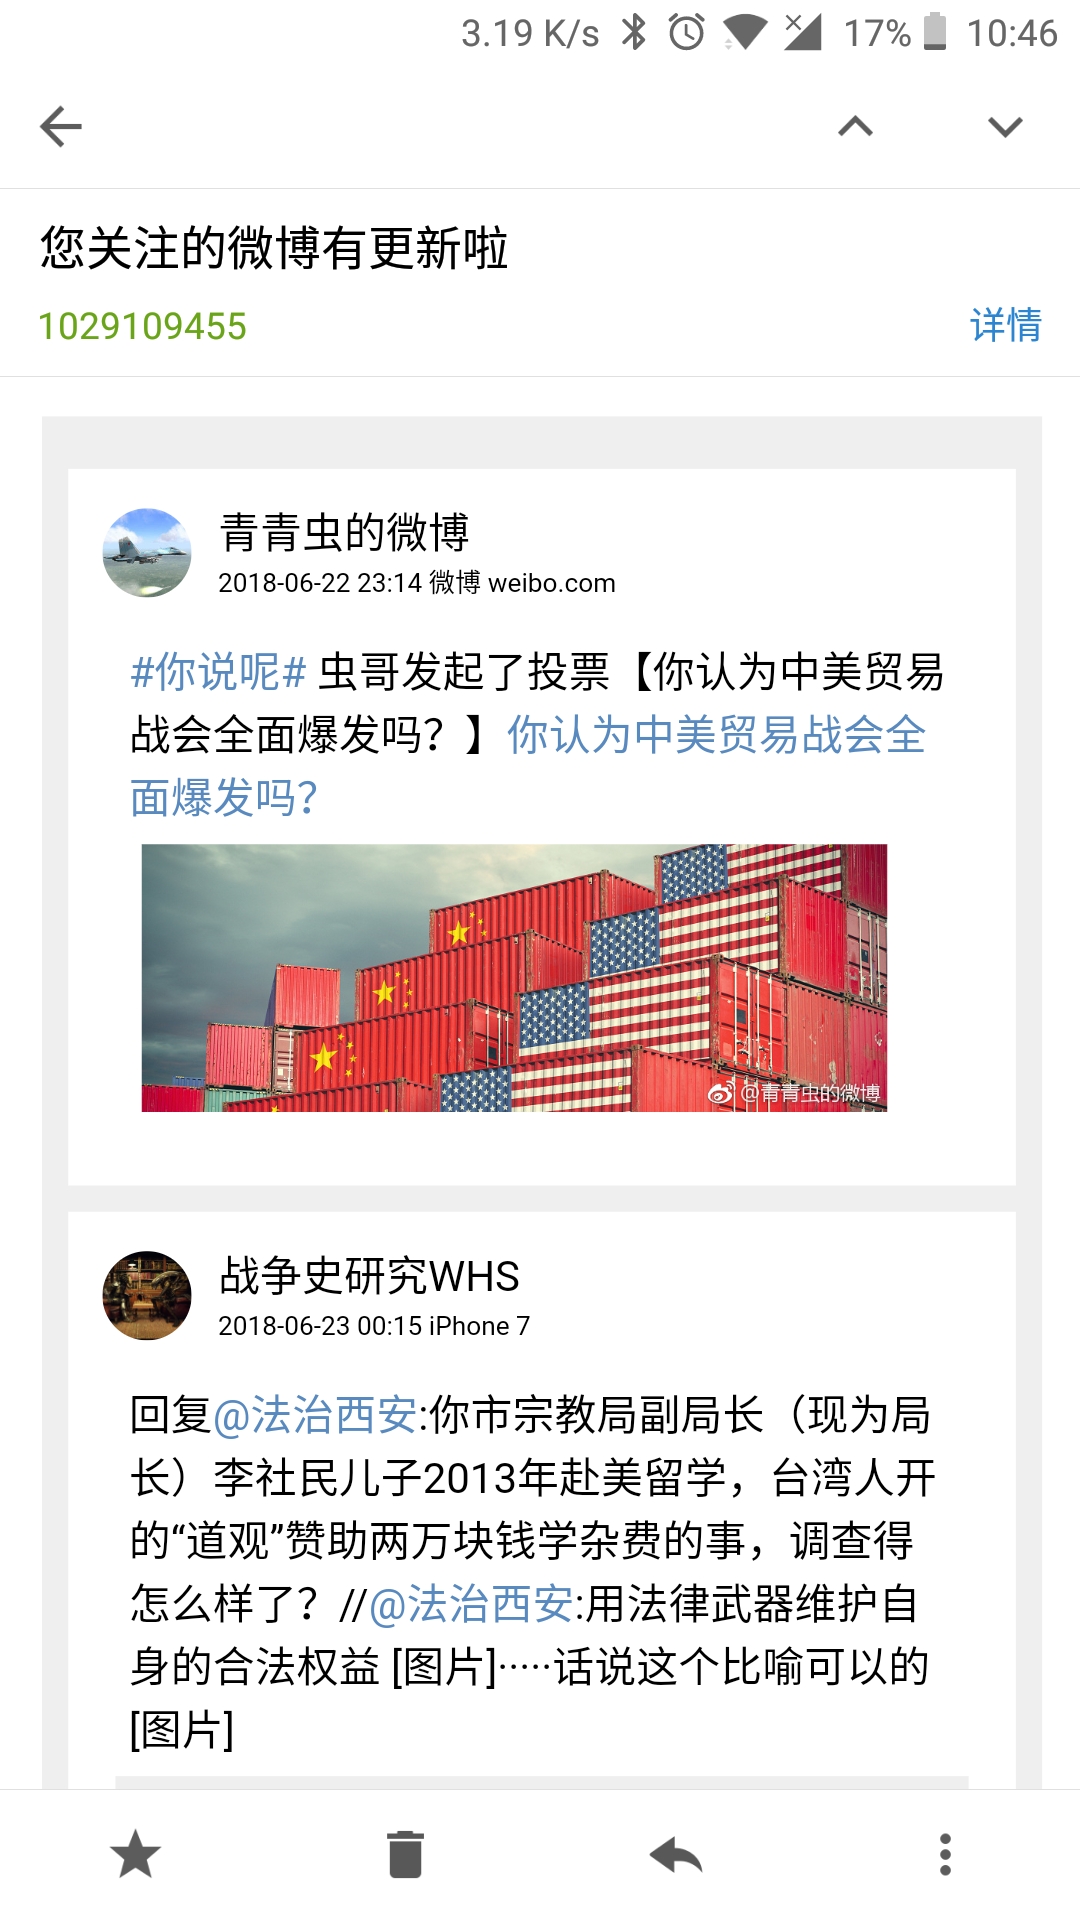 3.19 K/s 17% 10:46
您关注的微博有更新啦
1029109455 详情
青青虫的微博
2018-06-22 23:14 微博 weibo.com
#你说呢# 虫哥发起了投票【你认为中美贸易
战会全面爆发吗？】你认为中美贸易战会全
面爆发吗?
@青青虫的微博
战争史研究WHS
2018-06-23 00:15 iPhone 7
回复@法治西安:你市宗教局副局长（现为局
长）李社民儿子2013年赴美留学，台湾人开
的“道观”赞助两万块钱学杂费的事，调查得
怎么样了？//@法治西安:用法律武器维护自
身的合法权益 [图片]·····话说这个比喻可以的
[图片]